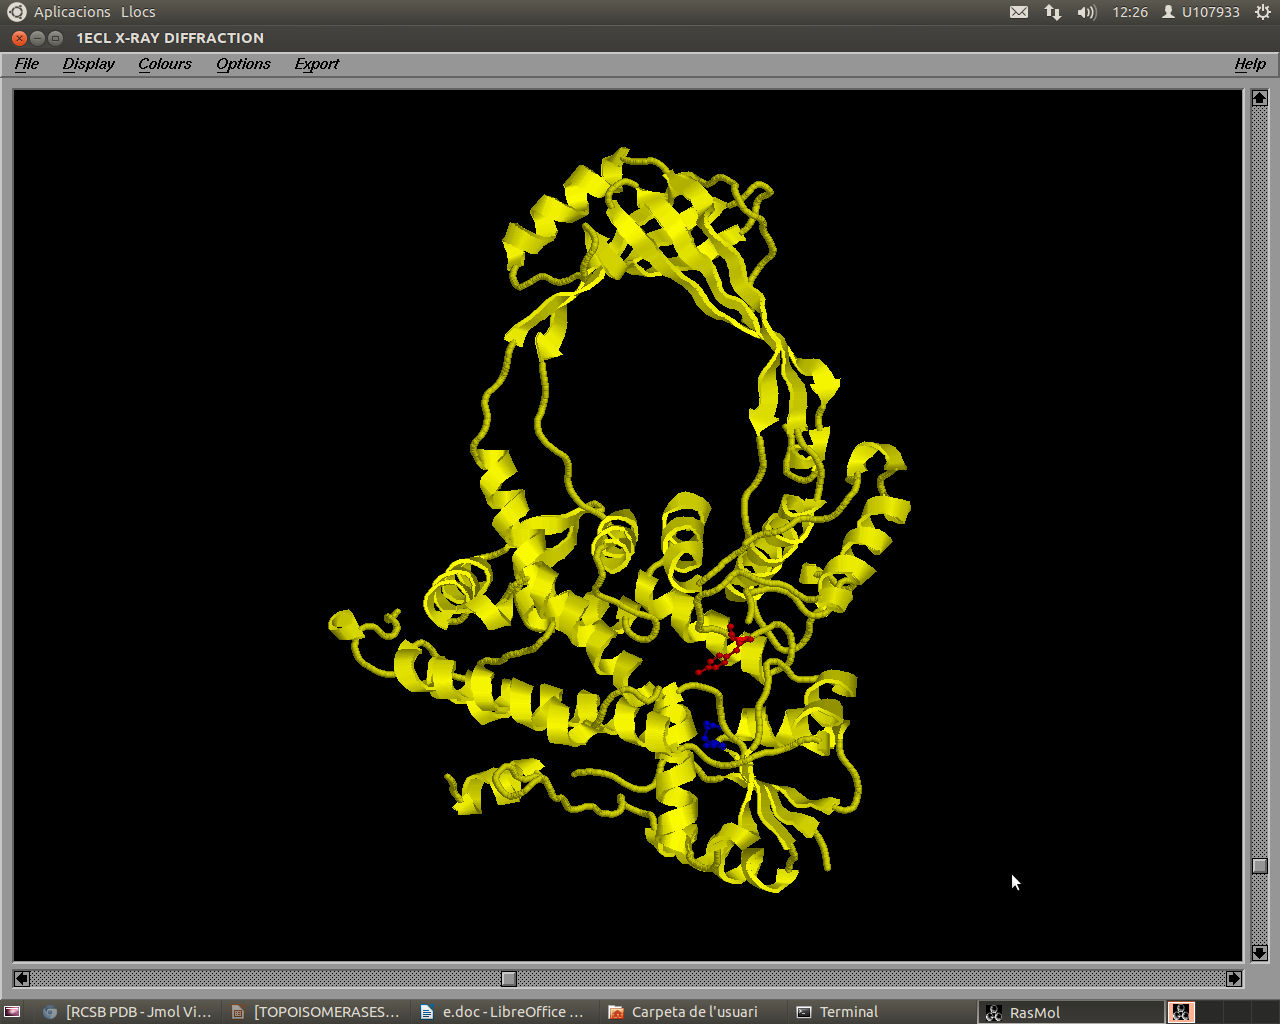 Aplicacions Llocs 12:26 U107933
1ECL X-RAY DIFFRACTION
File Display Colours Options Export Help
[RCSB PDB - Jmol Vi... [TOPOISOMERASES... e.doc - LibreOffice ... Carpeta de l'usuari Terminal RasMol